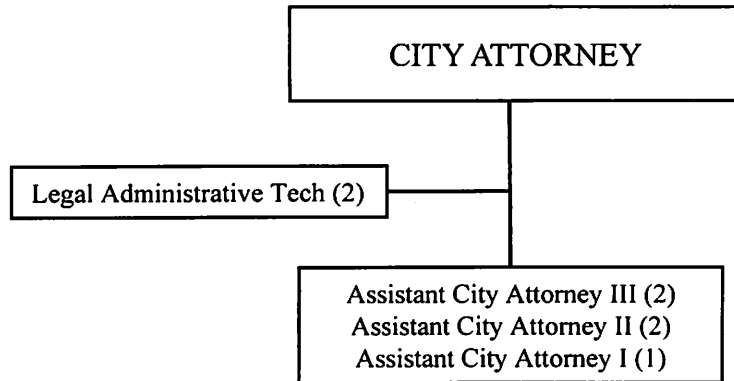 CITY ATTORNEY
Legal Administrative Tech (2)
Assistant City Attorney III (2)
Assistant City Attorney II (2)
Assistant City Attorney I (1)